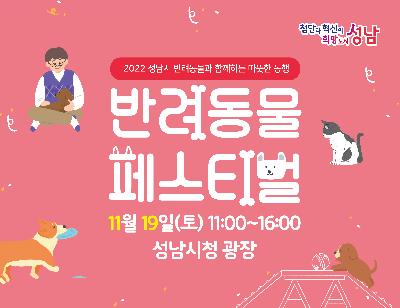 첨단과 혁신의
희망도시 성남
2022 성남시 반려동물과 함께하는 따뜻한 동행
반려동물
페스티벌
11월 19일(토) 11:00~16:00
성남시청 광장